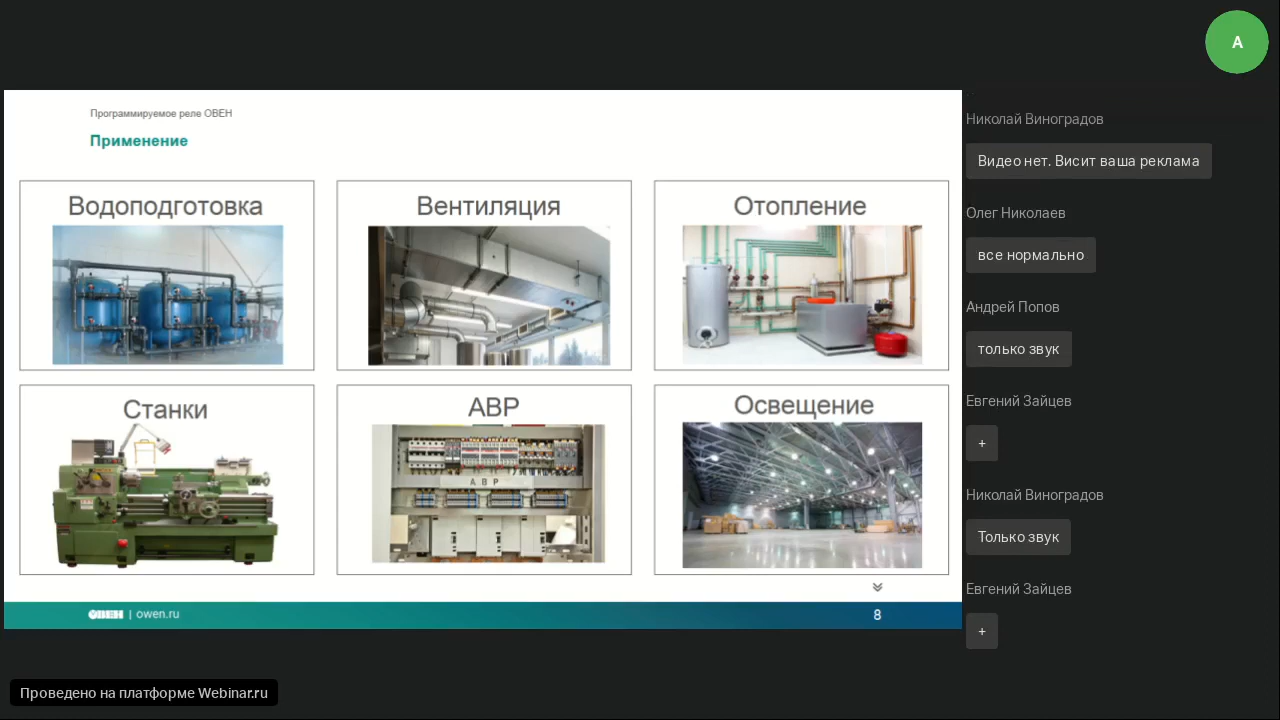 A
Программируемое реле ОВЕН
Применение
Водоподготовка
Вентиляция
Отопление
Станки
АВР
АВР
Освещение
ОВЕН | owen.ru
8
Николай Виноградов
Видео нет. Висит ваша реклама
Олег Николаев
все нормально
Андрей Попов
только звук
Евгений Зайцев
+
Николай Виноградов
Только звук
Евгений Зайцев
+
Проведено на платформе Webinar.ru